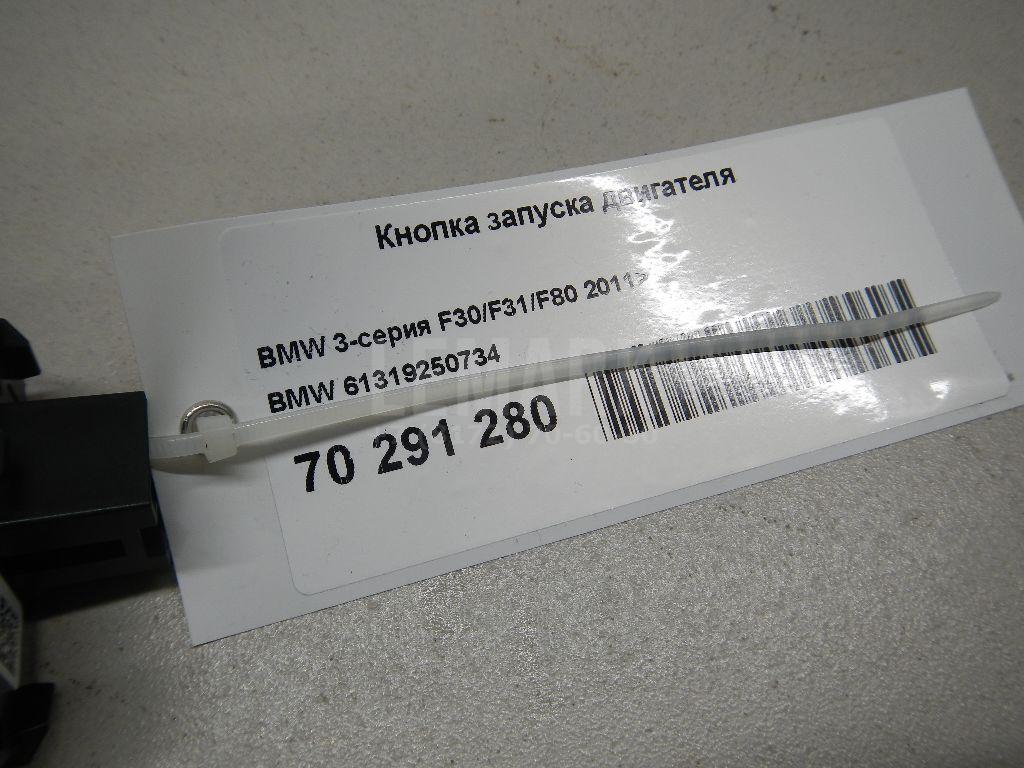 Кнопка запуска двигателя
BMW 3-серия F30/F31/F80 2011>
BMW 61319250734
70 291 280